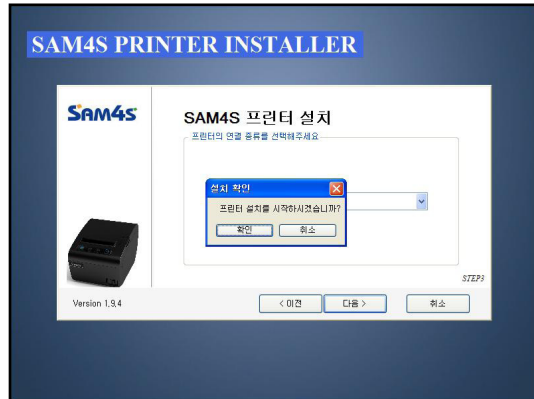 SAM4S PRINTER INSTALLER
SAM4S
SAM4S 프린터 설치
프린터의 연결 종류를 선택해주세요
설치 확인
프린터 설치를 시작하시겠습니까?
확인 취소
STEP3
Version 1,9,4
< 이전 다음 > 취소